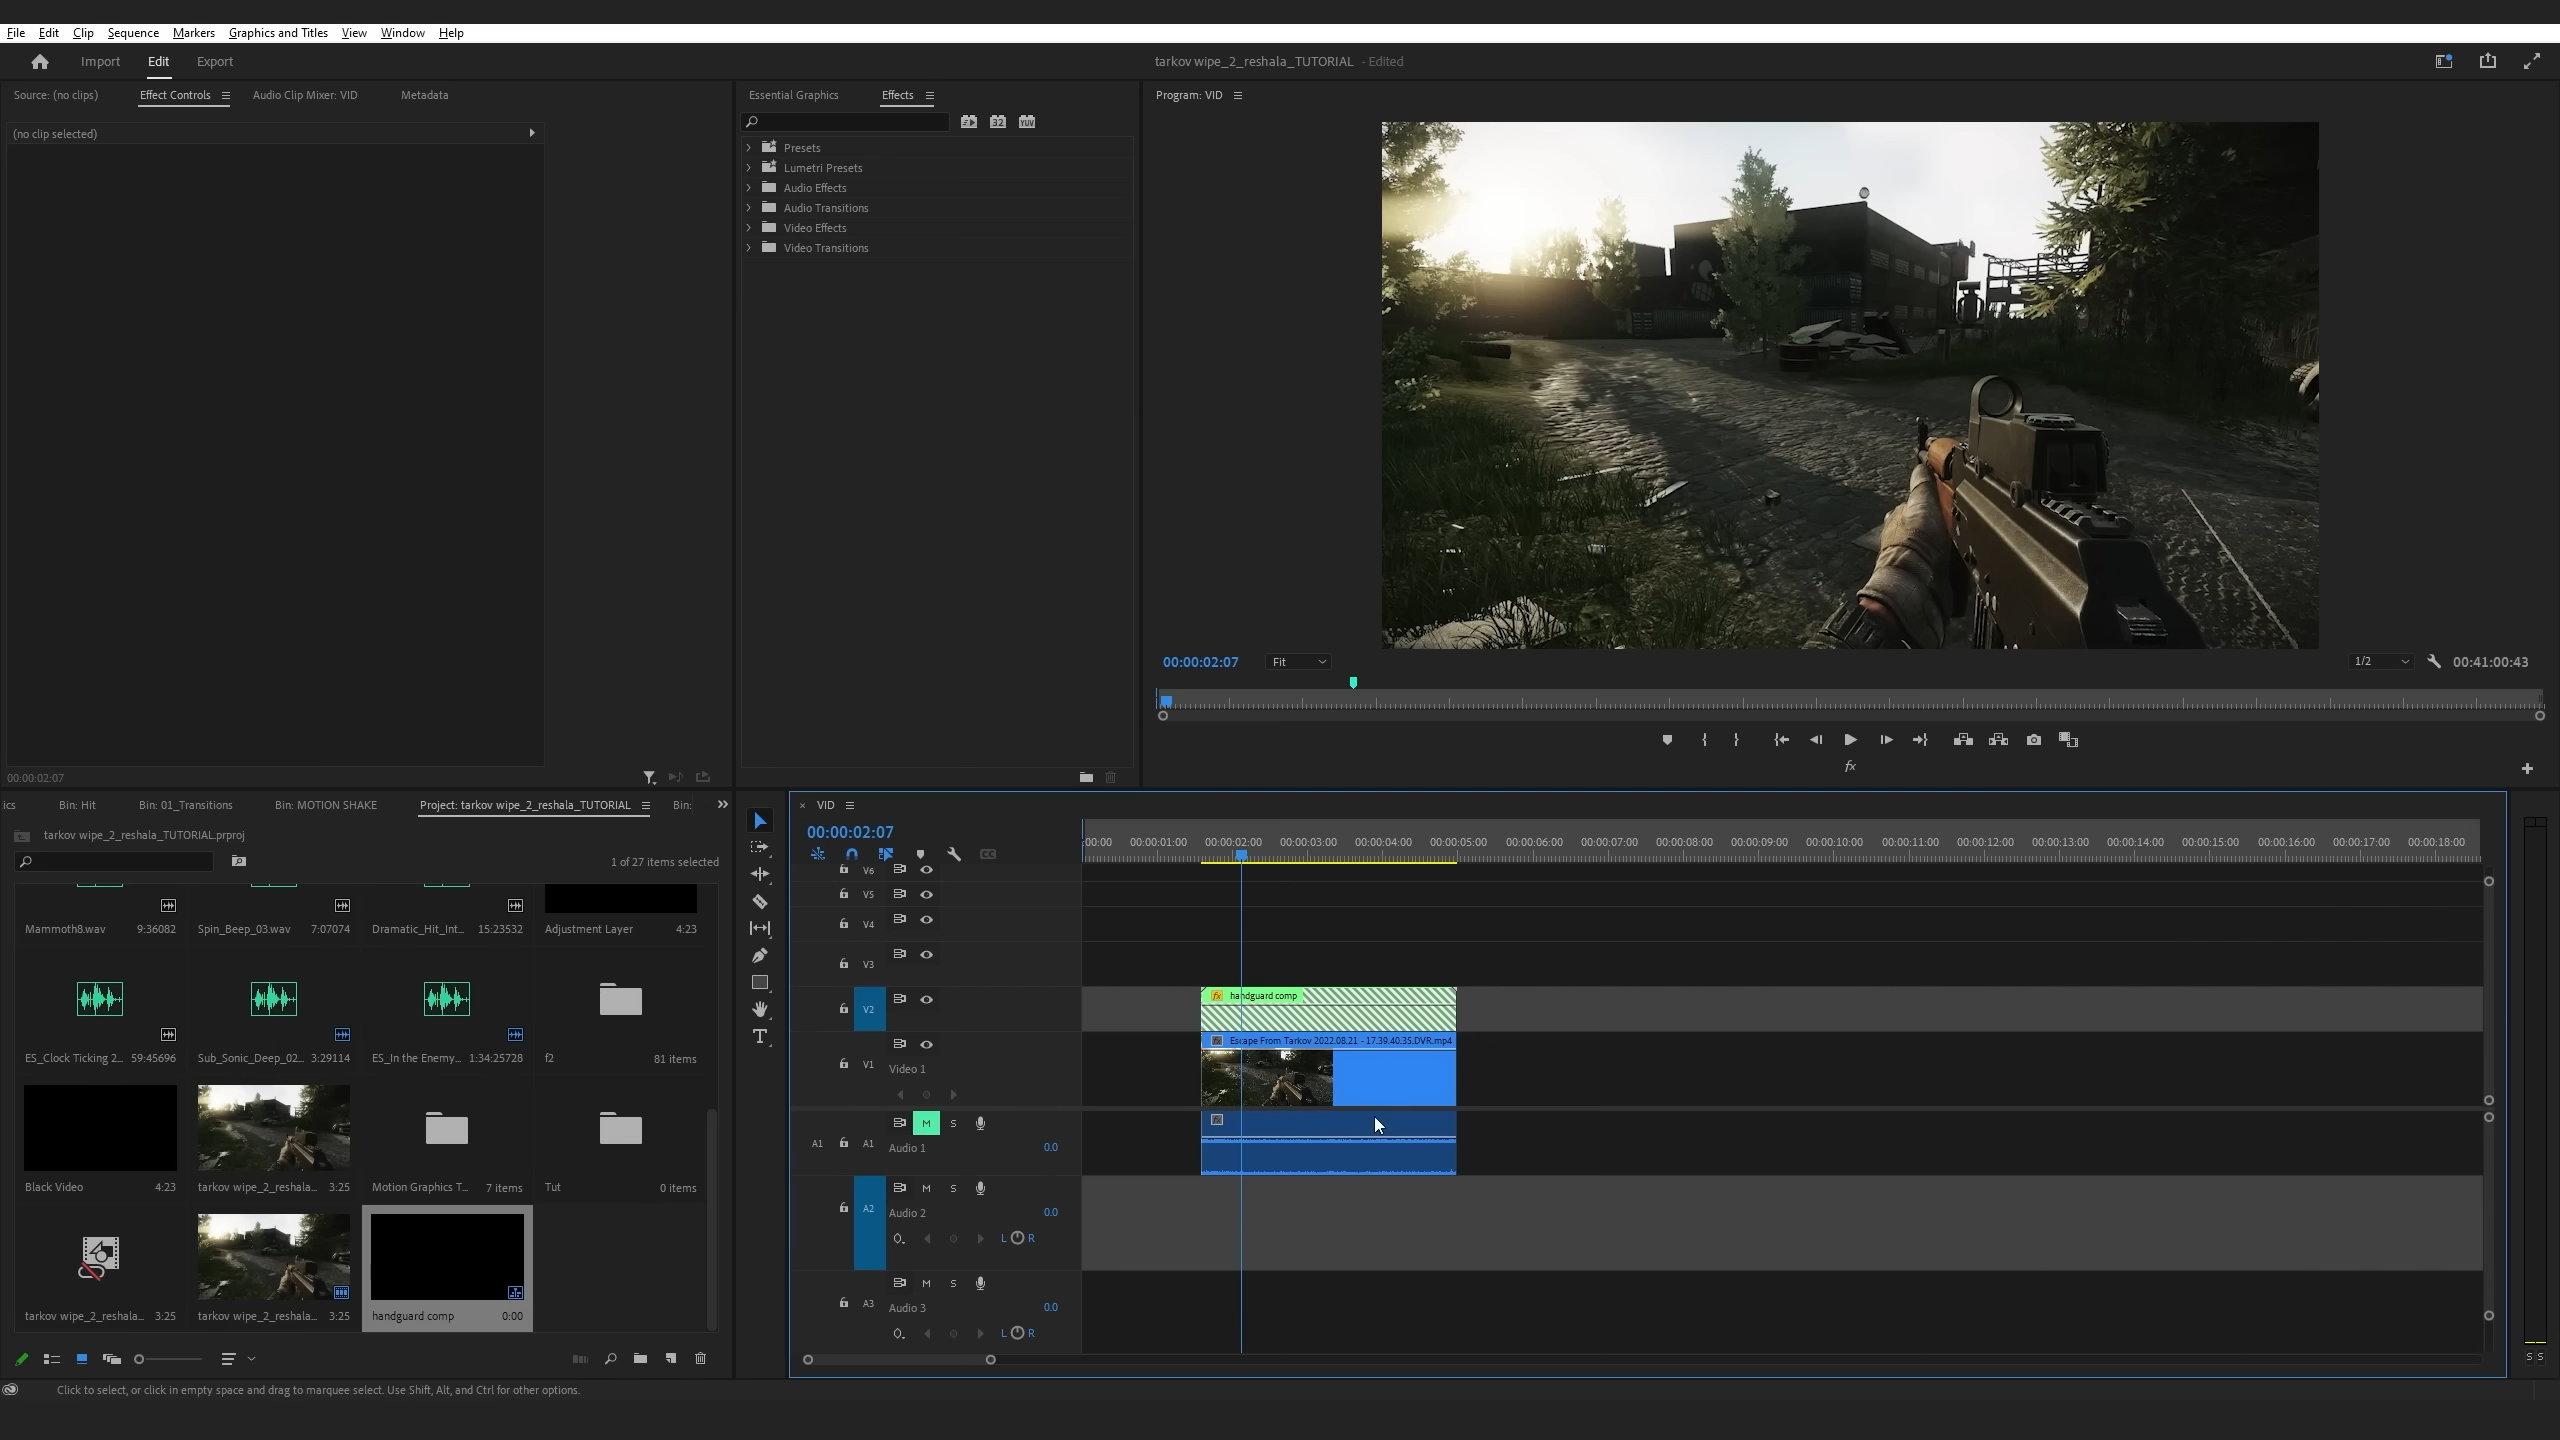 File Edit Clip Sequence Markers Graphics and Titles View Window Help
Import Edit Export
tarkov wipe_2_reshala_TUTORIAL - Edited
Source: (no clips) Effect Controls Audio Clip Mixer: VID Metadata
(no clip selected)
00:00:02:07
Essential Graphics Effects
32 YUV
Presets
Lumetri Presets
Audio Effects
Audio Transitions
Video Effects
Video Transitions
Program: VID
00:00:02:07 Fit 1/2 00:41:00:43
fx
ics Bin: Hit Bin: 01_Transitions Bin: MOTION SHAKE Project: tarkov wipe_2_reshala_TUTORIAL Bin:
tarkov wipe_2_reshala_TUTORIAL.prproj
1 of 27 items selected
Mammoth8.wav 9:36082 Spin_Beep_03.wav 7:07074 Dramatic_Hit_Int... 15:23532 Adjustment Layer 4:23
ES_Clock Ticking 2... 59:45696 Sub_Sonic_Deep_02... 3:29114 ES_In the Enemy... 1:34:25728 f2 81 items
Black Video 4:23 tarkov wipe_2_reshala... 3:25 Motion Graphics T... 7 items Tut 0 items
tarkov wipe_2_reshala... 3:25 tarkov wipe_2_reshala... 3:25 handguard comp 0:00
T
VID
00:00:02:07
:00:00 00:00:01:00 00:00:02:00 00:00:03:00 00:00:04:00 00:00:05:00 00:00:06:00 00:00:07:00 00:00:08:00 00:00:09:00 00:00:10:00 00:00:11:00 00:00:12:00 00:00:13:00 00:00:14:00 00:00:15:00 00:00:16:00 00:00:17:00 00:00:18:00
CC
V6
V5
V4
V3
V2
fx handguard comp
V1 Video 1
fx Escape From Tarkov 2022.08.21 - 17.39.40.35.DVR.mp4
A1 A1 M S
Audio 1 0.0
fx
A2 M S
Audio 2 0.0
L R
A3 M S
Audio 3 0.0
L R
S S
Click to select, or click in empty space and drag to marquee select. Use Shift, Alt, and Ctrl for other options.